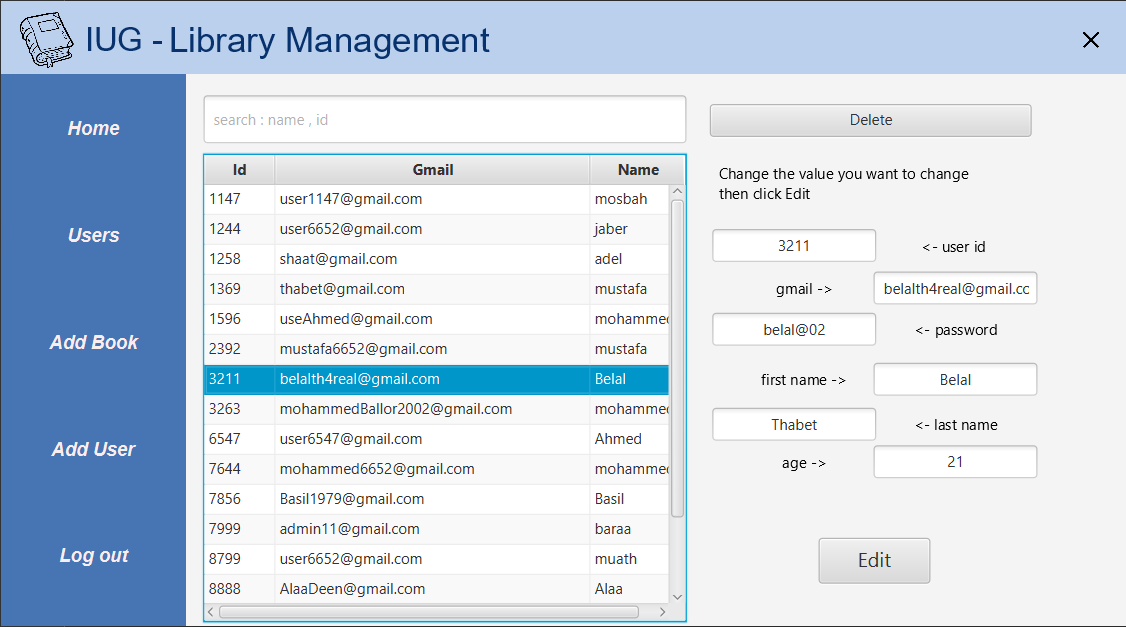 IUG - Library Management
Home
Users
Add Book
Add User
Log out
search : name , id
Id Gmail Name
1147 user1147@gmail.com mosbah
1244 user6652@gmail.com jaber
1258 shaat@gmail.com adel
1369 thabet@gmail.com mustafa
1596 useAhmed@gmail.com mohammed
2392 mustafa6652@gmail.com mustafa
3211 belalth4real@gmail.com Belal
3263 mohammedBallor2002@gmail.com mohammed
6547 user6547@gmail.com Ahmed
7644 mohammed6652@gmail.com mohammed
7856 Basil1979@gmail.com Basil
7999 admin11@gmail.com baraa
8799 user6652@gmail.com muath
8888 AlaaDeen@gmail.com Alaa
Delete
Change the value you want to change
then click Edit
3211 <- user id
gmail -> belalth4real@gmail.cc
belal@02 <- password
first name -> Belal
Thabet <- last name
age -> 21
Edit